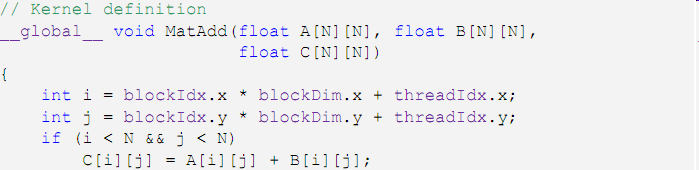 // Kernel definition
__global__ void MatAdd(float A[N][N], float B[N][N],
float C[N][N])
{
int i = blockIdx.x * blockDim.x + threadIdx.x;
int j = blockIdx.y * blockDim.y + threadIdx.y;
if (i < N && j < N)
C[i][j] = A[i][j] + B[i][j];